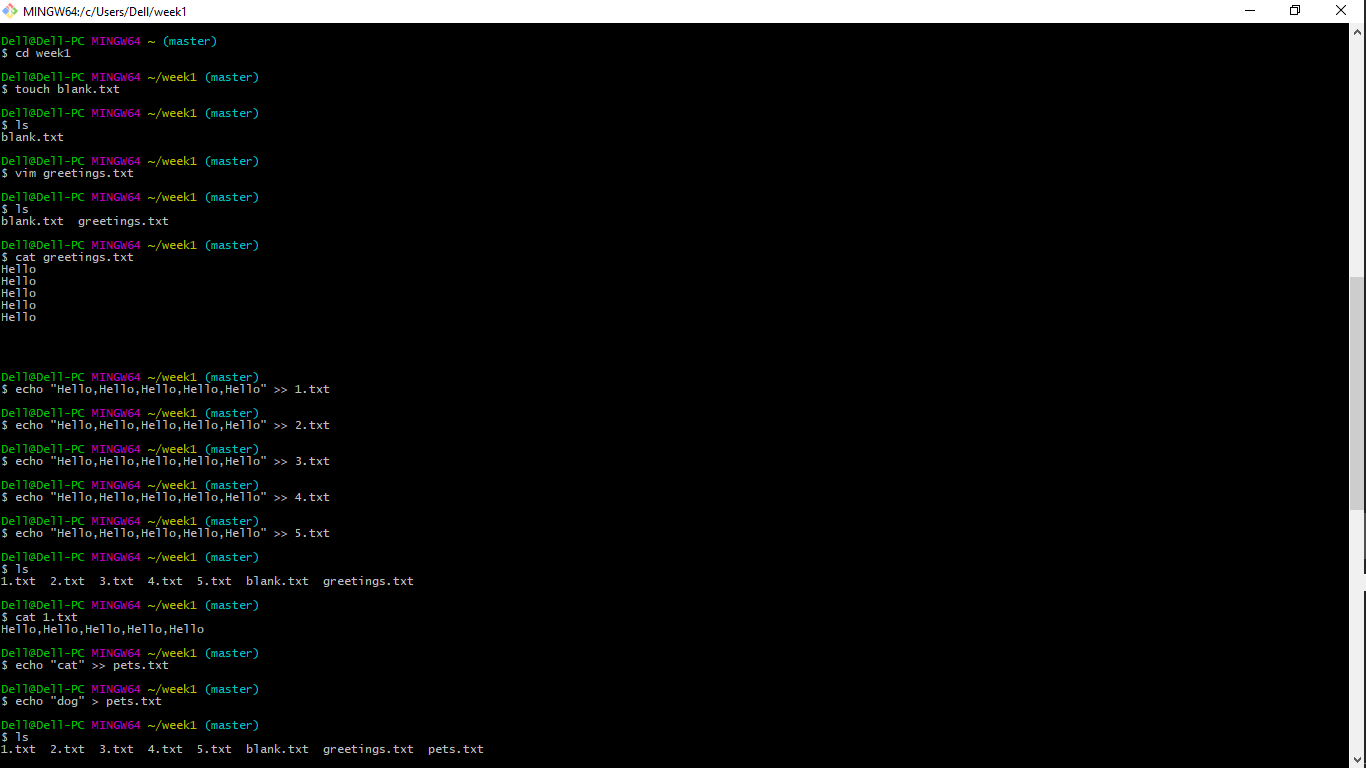 MINGW64:/c/Users/Dell/week1
Dell@Dell-PC MINGW64 ~ (master)
$ cd week1
Dell@Dell-PC MINGW64 ~/week1 (master)
$ touch blank.txt
Dell@Dell-PC MINGW64 ~/week1 (master)
$ ls
blank.txt
Dell@Dell-PC MINGW64 ~/week1 (master)
$ vim greetings.txt
Dell@Dell-PC MINGW64 ~/week1 (master)
$ ls
blank.txt  greetings.txt
Dell@Dell-PC MINGW64 ~/week1 (master)
$ cat greetings.txt
Hello
Hello
Hello
Hello
Hello
Dell@Dell-PC MINGW64 ~/week1 (master)
$ echo "Hello,Hello,Hello,Hello,Hello" >> 1.txt
Dell@Dell-PC MINGW64 ~/week1 (master)
$ echo "Hello,Hello,Hello,Hello,Hello" >> 2.txt
Dell@Dell-PC MINGW64 ~/week1 (master)
$ echo "Hello,Hello,Hello,Hello,Hello" >> 3.txt
Dell@Dell-PC MINGW64 ~/week1 (master)
$ echo "Hello,Hello,Hello,Hello,Hello" >> 4.txt
Dell@Dell-PC MINGW64 ~/week1 (master)
$ echo "Hello,Hello,Hello,Hello,Hello" >> 5.txt
Dell@Dell-PC MINGW64 ~/week1 (master)
$ ls
1.txt  2.txt  3.txt  4.txt  5.txt  blank.txt  greetings.txt
Dell@Dell-PC MINGW64 ~/week1 (master)
$ cat 1.txt
Hello,Hello,Hello,Hello,Hello
Dell@Dell-PC MINGW64 ~/week1 (master)
$ echo "cat" >> pets.txt
Dell@Dell-PC MINGW64 ~/week1 (master)
$ echo "dog" > pets.txt
Dell@Dell-PC MINGW64 ~/week1 (master)
$ ls
1.txt  2.txt  3.txt  4.txt  5.txt  blank.txt  greetings.txt  pets.txt